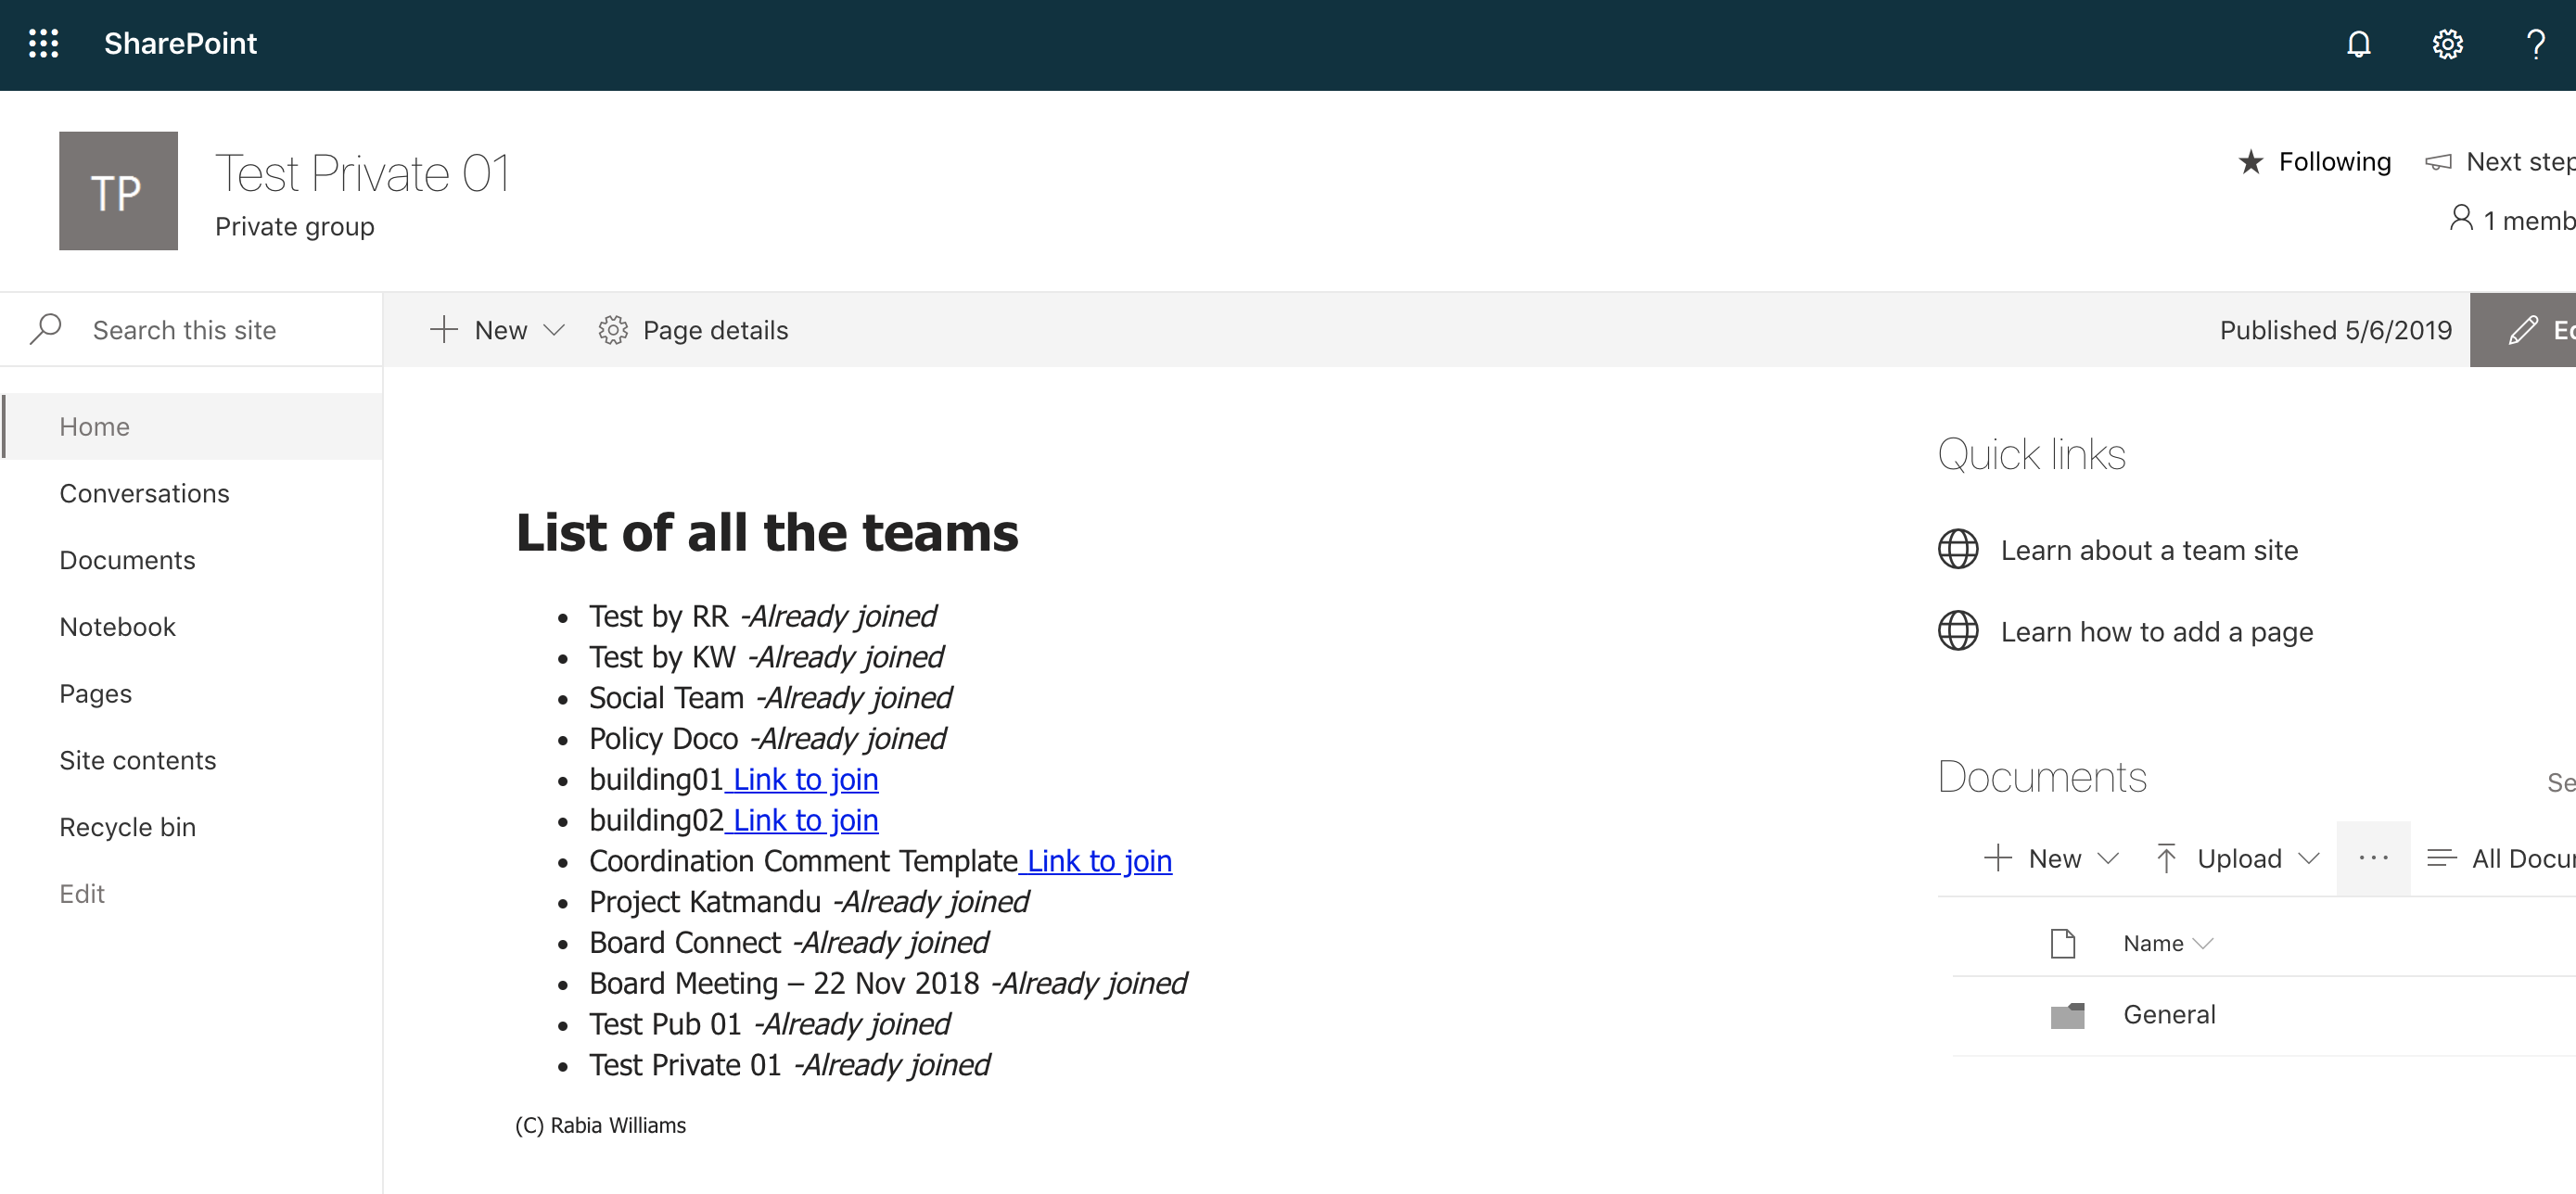 SharePoint
TP
Test Private 01
Private group
Following
Next step
1 memb
Search this site
New
Page details
Published 5/6/2019
Ed
Home
Conversations
Documents
Notebook
Pages
Site contents
Recycle bin
Edit
List of all the teams
Test by RR -Already joined
Test by KW -Already joined
Social Team -Already joined
Policy Doco -Already joined
building01 Link to join
building02 Link to join
Coordination Comment Template Link to join
Project Katmandu -Already joined
Board Connect -Already joined
Board Meeting – 22 Nov 2018 -Already joined
Test Pub 01 -Already joined
Test Private 01 -Already joined
(C) Rabia Williams
Quick links
Learn about a team site
Learn how to add a page
Documents
Se
New
Upload
All Docu
Name
General